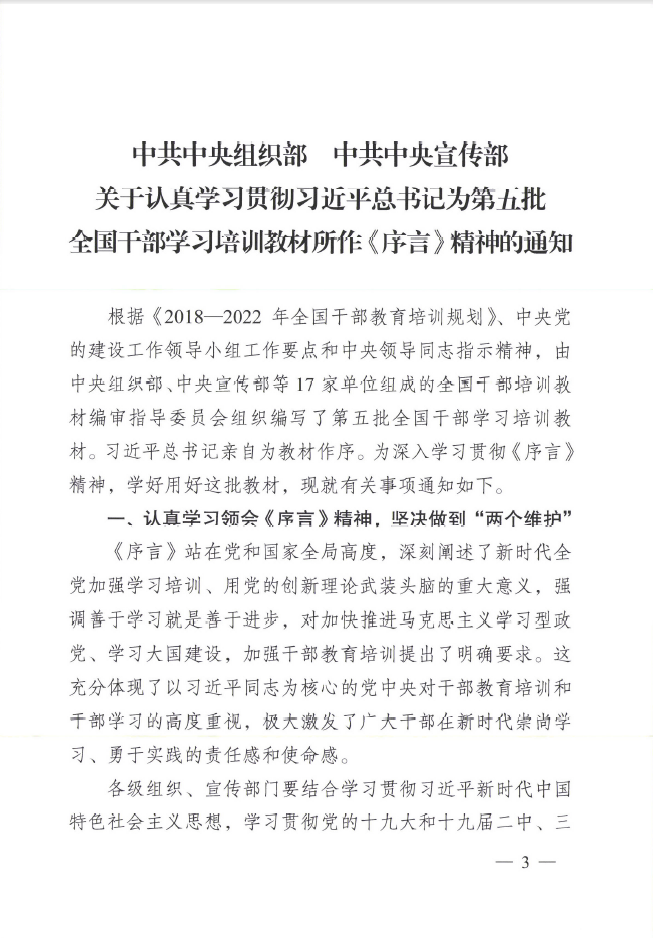 中共中央组织部　中共中央宣传部
关于认真学习贯彻习近平总书记为第五批
全国干部学习培训教材所作《序言》精神的通知
根据《2018—2022 年全国干部教育培训规划》、中央党
的建设工作领导小组工作要点和中央领导同志指示精神，由
中央组织部、中央宣传部等 17 家单位组成的全国干部培训教
材编审指导委员会组织编写了第五批全国干部学习培训教
材。习近平总书记亲自为教材作序。为深入学习贯彻《序言》
精神，学好用好这批教材，现就有关事项通知如下。
一、认真学习领会《序言》精神，坚决做到“两个维护”
《序言》站在党和国家全局高度，深刻阐述了新时代全
党加强学习培训、用党的创新理论武装头脑的重大意义，强
调善于学习就是善于进步，对加快推进马克思主义学习型政
党、学习大国建设，加强干部教育培训提出了明确要求。这
充分体现了以习近平同志为核心的党中央对干部教育培训和
干部学习的高度重视，极大激发了广大干部在新时代崇尚学
习、勇于实践的责任感和使命感。
各级组织、宣传部门要结合学习贯彻习近平新时代中国
特色社会主义思想，学习贯彻党的十九大和十九届二中、三
— 3 —